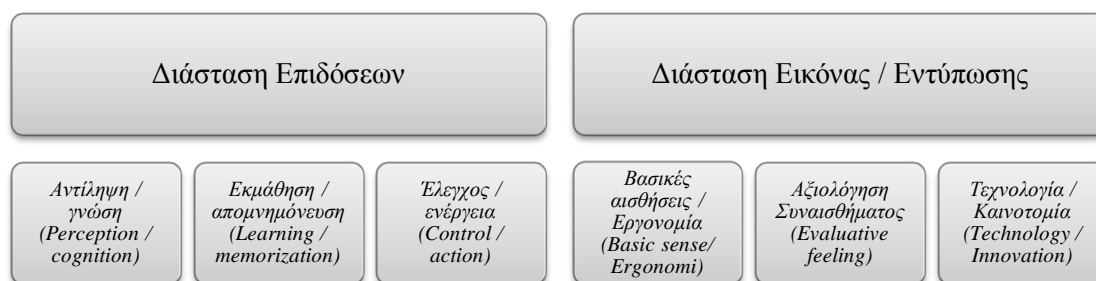 Διάσταση Επιδόσεων
Διάσταση Εικόνας / Εντύπωσης
Αντίληψη /
γνώση
(Perception /
cognition)
Εκμάθηση /
απομνημόνευση
(Learning /
memorization)
Έλεγχος /
ενέργεια
(Control /
action)
Βασικές
αισθήσεις /
Εργονομία
(Basic sense/
Ergonomi)
Αξιολόγηση
Συναισθήματος
(Evaluative
feeling)
Τεχνολογία /
Καινοτομία
(Technology /
Innovation)